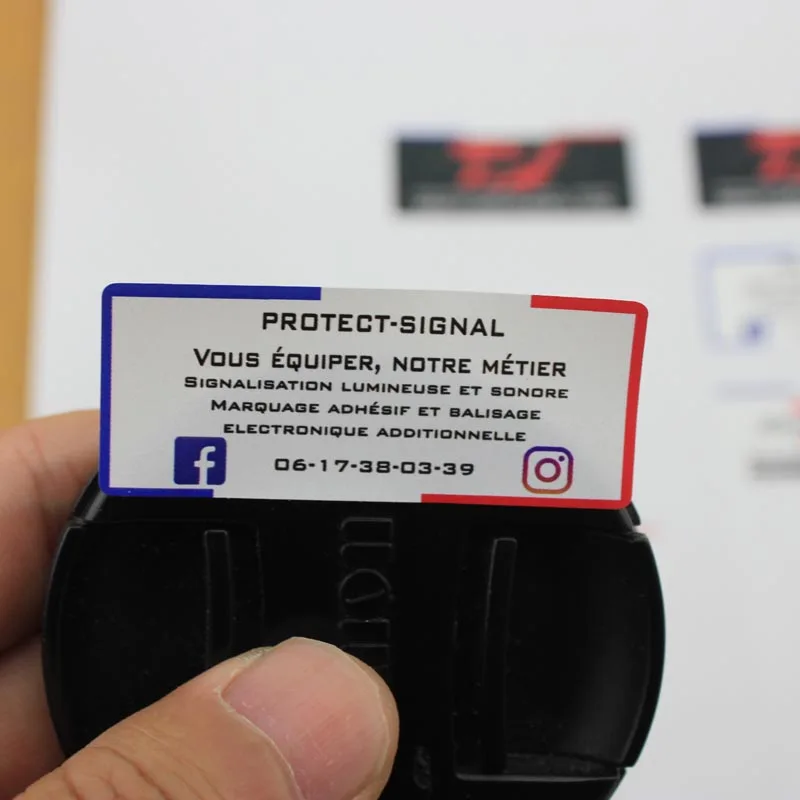 PROTECT-SIGNAL
VOUS ÉQUIPER, NOTRE MÉTIER
SIGNALISATION LUMINEUSE ET SONORE
MARQUAGE ADHÉSIF ET BALISAGE
ELECTRONIQUE ADDITIONNELLE
06-17-38-03-39